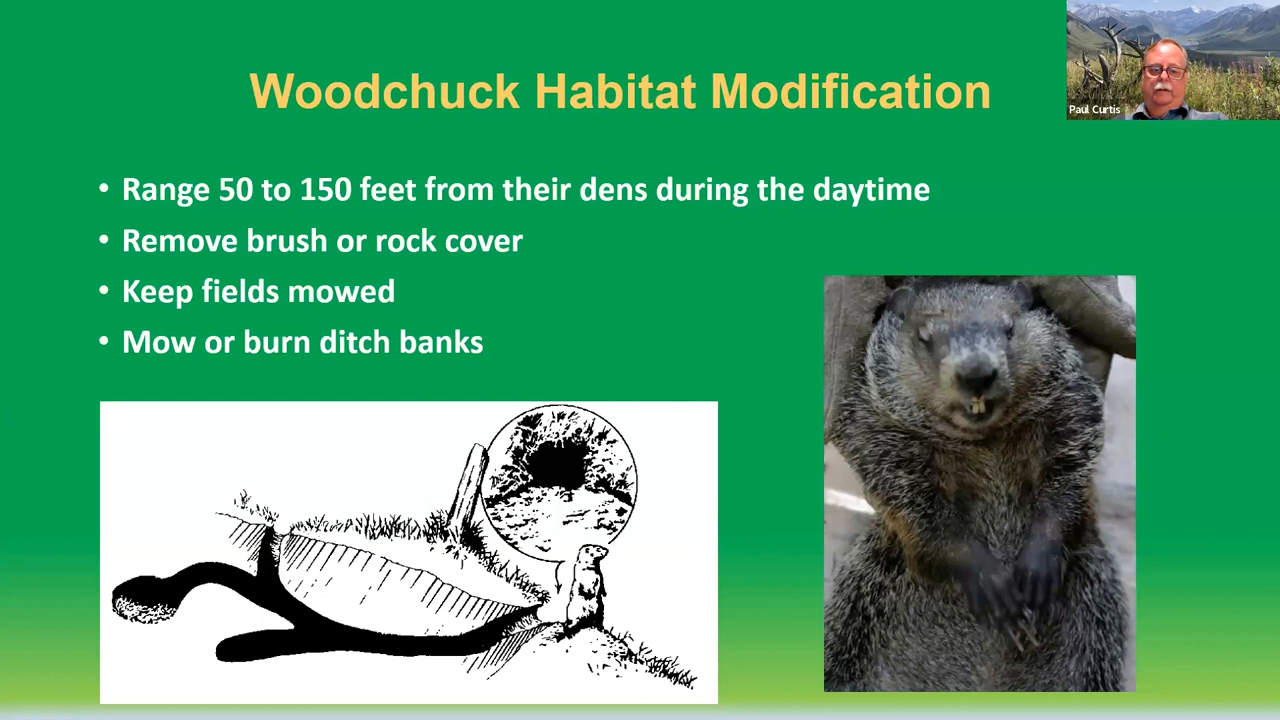 Woodchuck Habitat Modification
Paul Curtis
• Range 50 to 150 feet from their dens during the daytime
• Remove brush or rock cover
• Keep fields mowed
• Mow or burn ditch banks